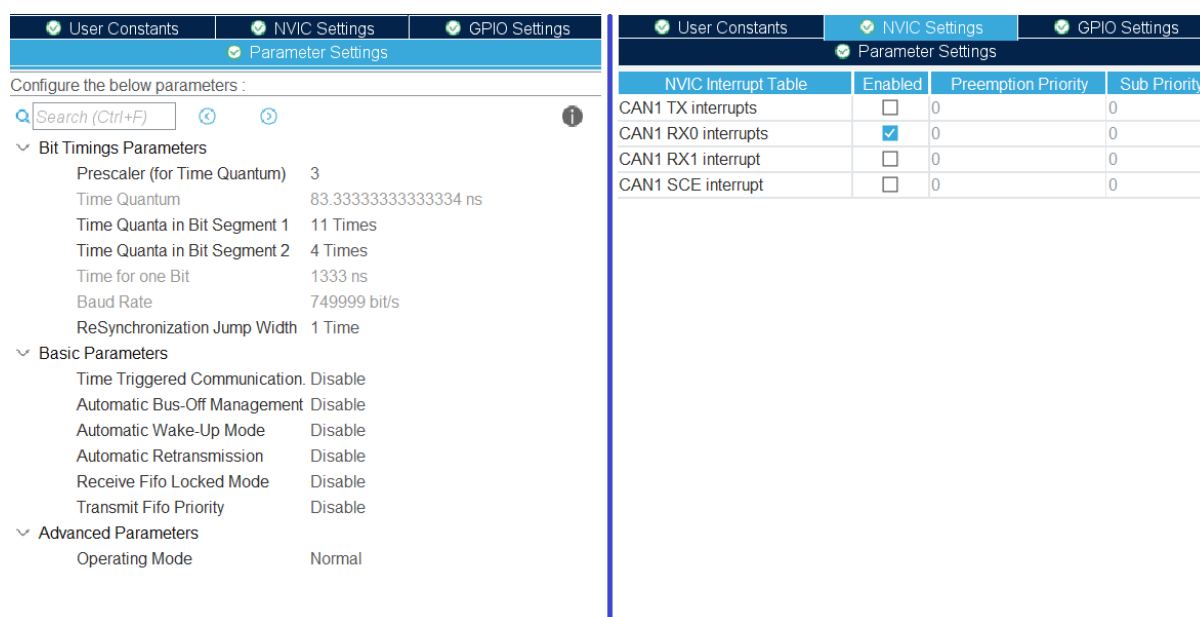 User Constants NVIC Settings GPIO Settings
Parameter Settings
Configure the below parameters :
Search (Ctrl+F)
Bit Timings Parameters
Prescaler (for Time Quantum) 3
Time Quantum 83.33333333333334 ns
Time Quanta in Bit Segment 1 11 Times
Time Quanta in Bit Segment 2 4 Times
Time for one Bit 1333 ns
Baud Rate 749999 bit/s
ReSynchronization Jump Width 1 Time
Basic Parameters
Time Triggered Communication. Disable
Automatic Bus-Off Management Disable
Automatic Wake-Up Mode Disable
Automatic Retransmission Disable
Receive Fifo Locked Mode Disable
Transmit Fifo Priority Disable
Advanced Parameters
Operating Mode Normal
User Constants NVIC Settings GPIO Settings
Parameter Settings
NVIC Interrupt Table Enabled Preemption Priority Sub Priority
CAN1 TX interrupts 0 0
CAN1 RX0 interrupts 0 0
CAN1 RX1 interrupt 0 0
CAN1 SCE interrupt 0 0